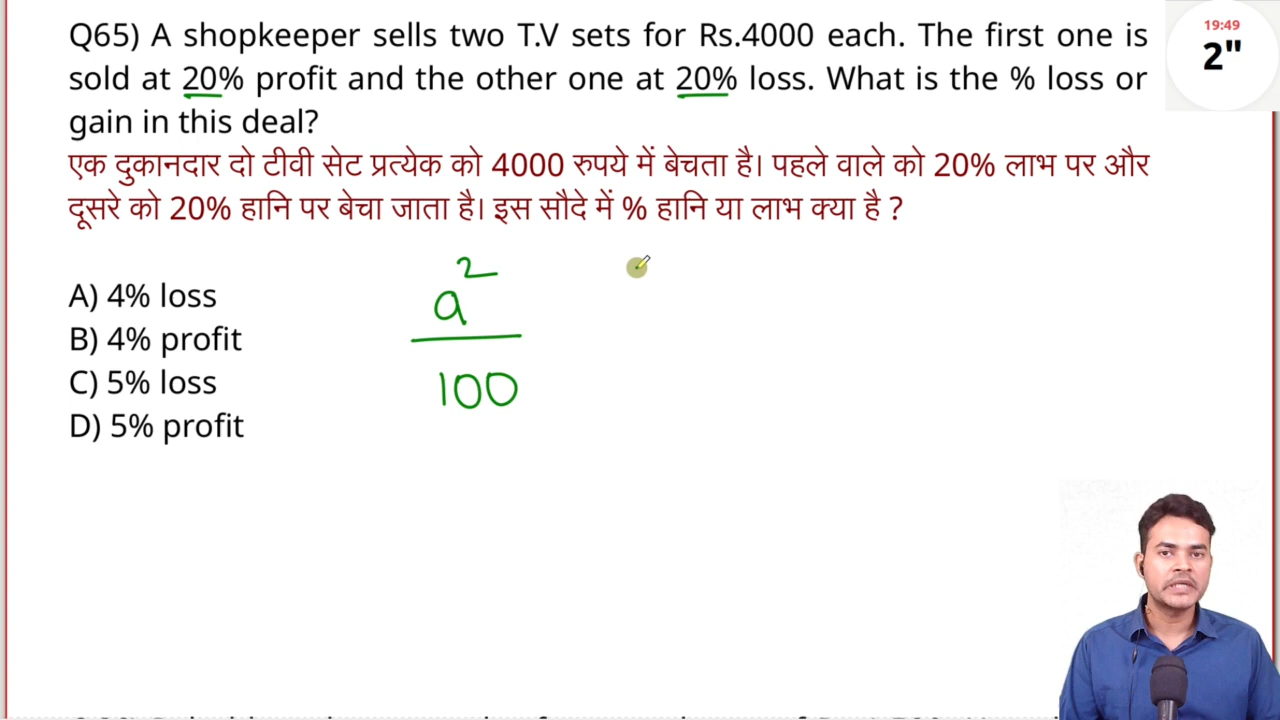 Q65) A shopkeeper sells two T.V sets for Rs.4000 each. The first one is
sold at 20% profit and the other one at 20% loss. What is the % loss or
gain in this deal?
एक दुकानदार दो टीवी सेट प्रत्येक को 4000 रुपये में बेचता है। पहले वाले को 20% लाभ पर और
दूसरे को 20% हानि पर बेचा जाता है। इस सौदे में % हानि या लाभ क्या है ?
A) 4% loss
B) 4% profit
C) 5% loss
D) 5% profit
a²
100
19:49
2"